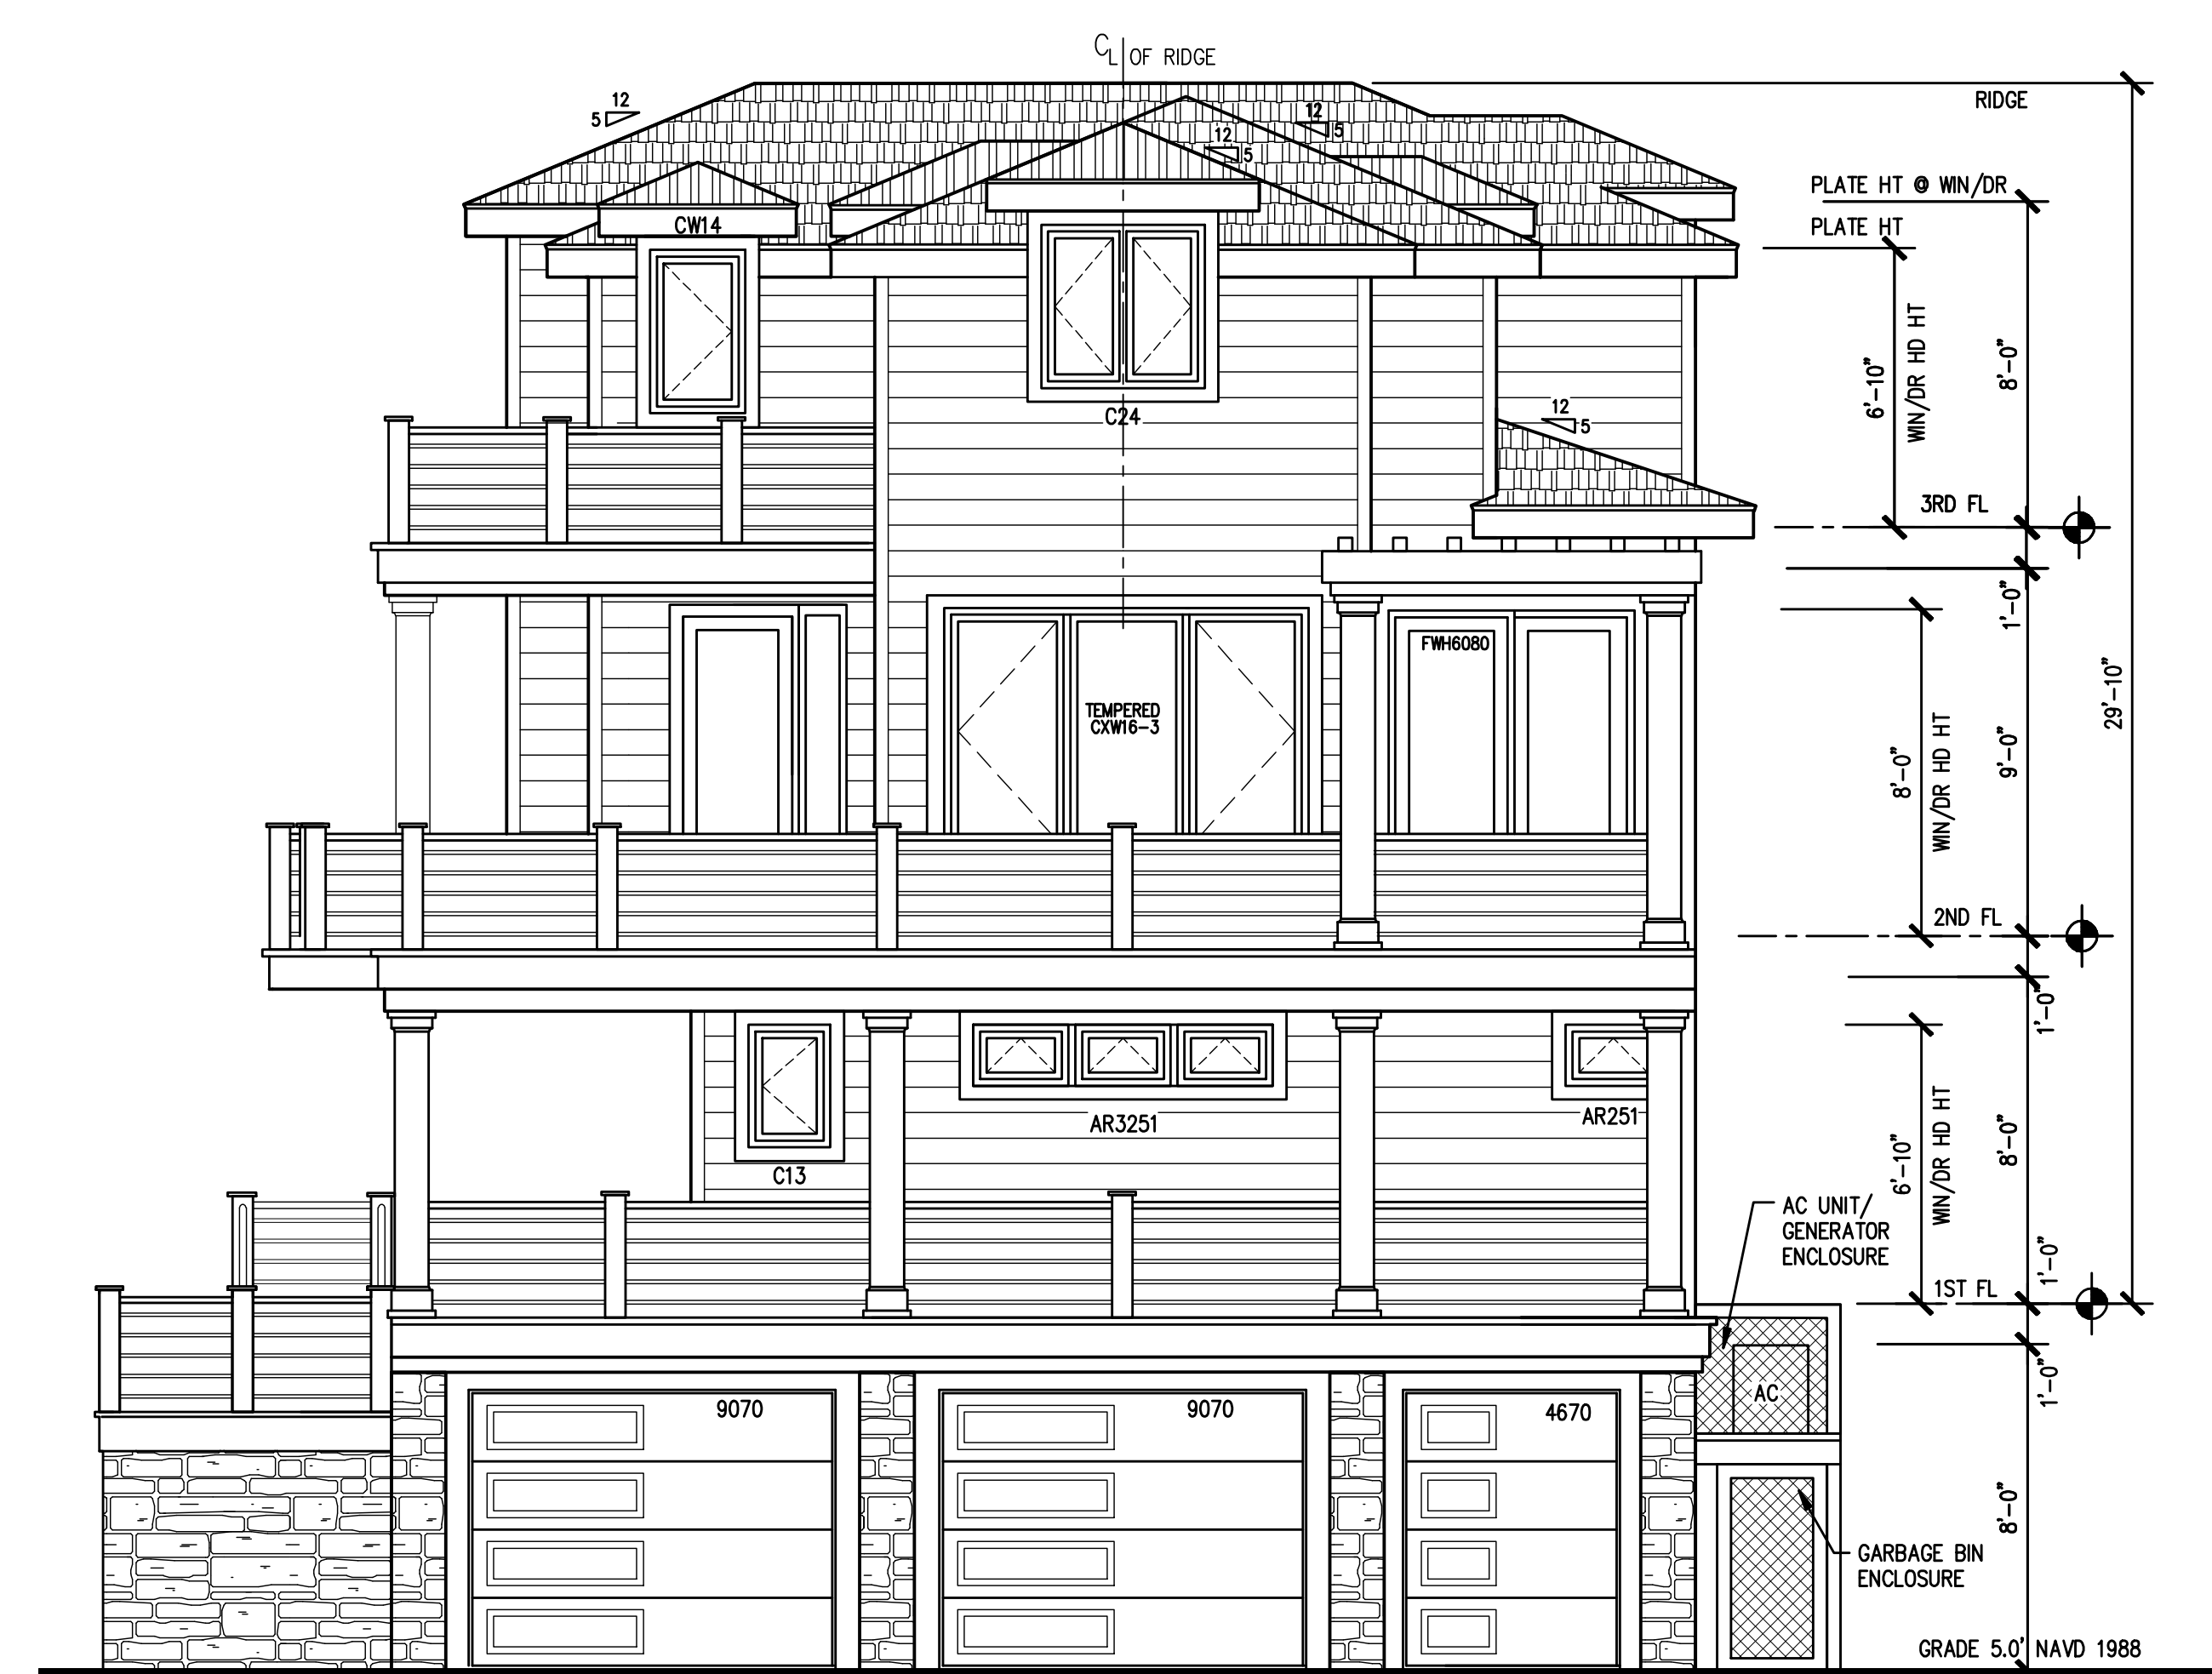 CL OF RIDGE
12
5
12
5
12
5
RIDGE
PLATE HT @ WIN/DR
PLATE HT
CW14
C24
12
5
6'-10"
WIN/DR HD HT
8'-0"
3RD FL
1'-0"
FWH6080
TEMPERED
CXW16-3
8'-0"
WIN/DR HD HT
9'-0"
29'-10"
2ND FL
1'-0"
C13
AR3251
AR251
6'-10"
WIN/DR HD HT
8'-0"
AC UNIT/
GENERATOR
ENCLOSURE
1'-0"
1ST FL
1'-0"
AC
9070
9070
4670
8'-0"
GARBAGE BIN
ENCLOSURE
GRADE 5.0' NAVD 1988